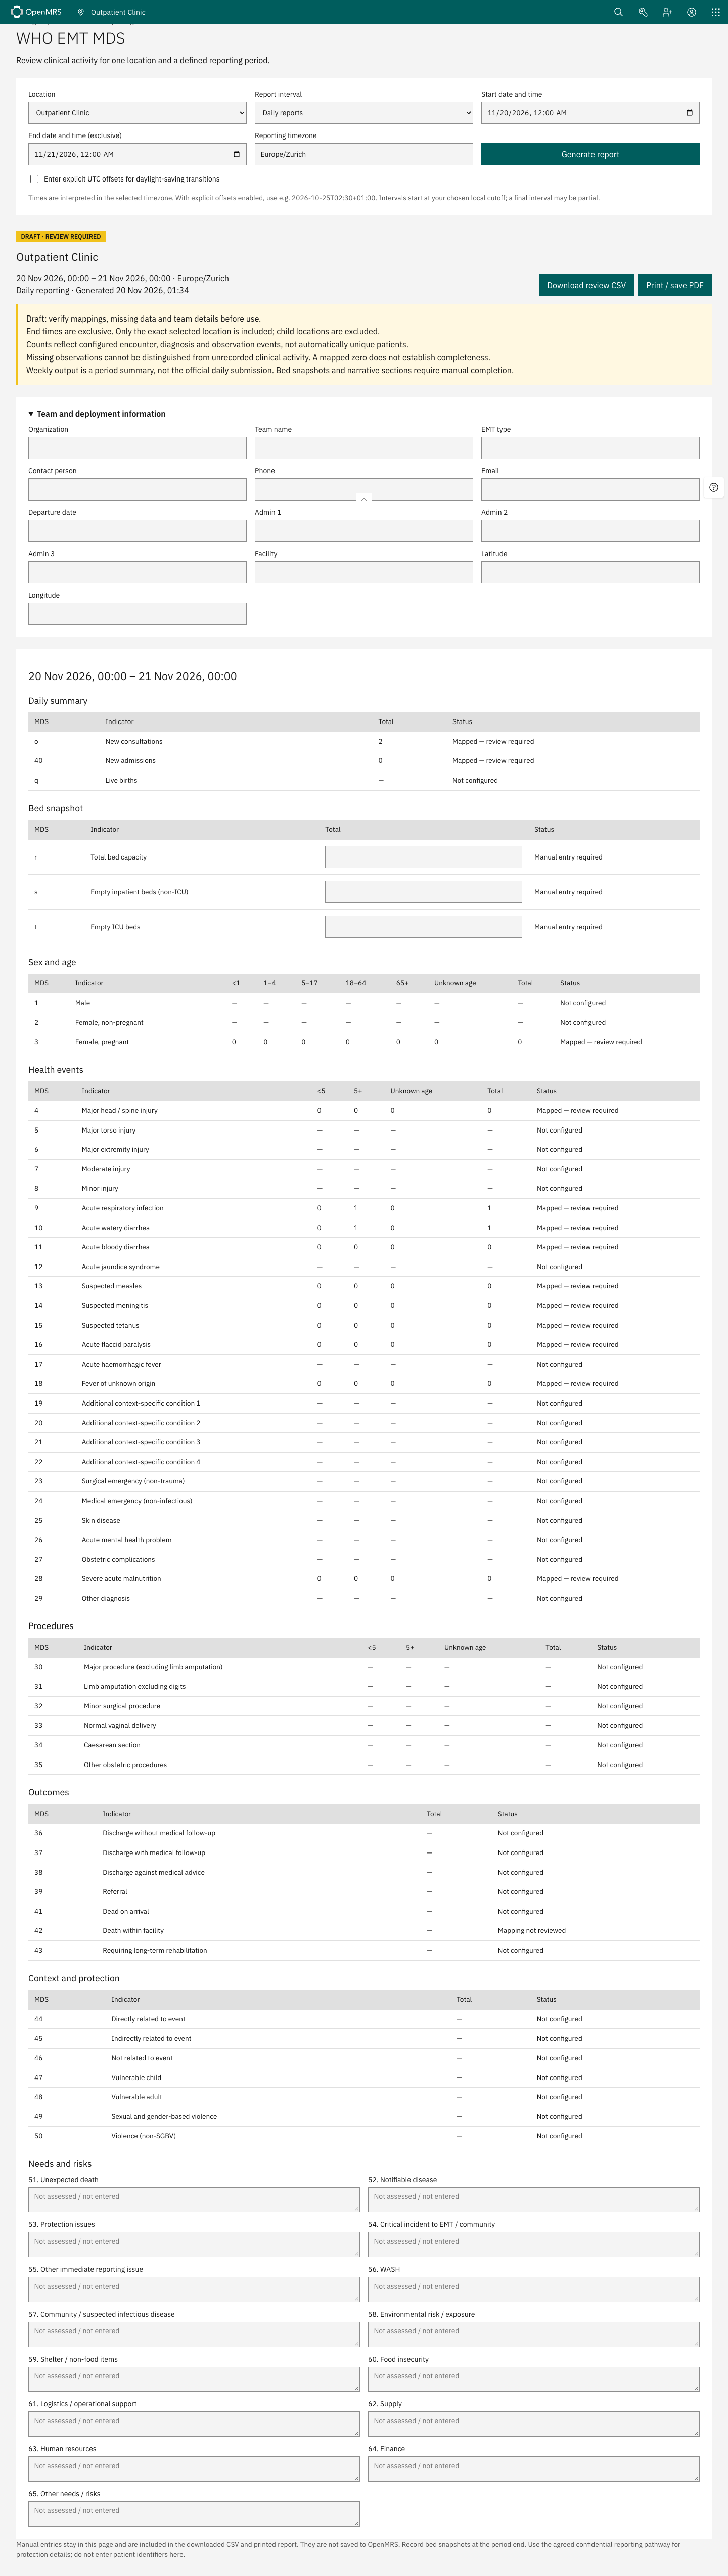 OpenMRS
Outpatient Clinic
WHO EMT MDS
Review clinical activity for one location and a defined reporting period.
Location
Report interval
Start date and time
Outpatient Clinic
Daily reports
11/20/2026, 12:00 AM
End date and time (exclusive)
Reporting timezone
11/21/2026, 12:00 AM
Europe/Zurich
Generate report
Enter explicit UTC offsets for daylight-saving transitions
Times are interpreted in the selected timezone. With explicit offsets enabled, use e.g. 2026-10-25T02:30+01:00. Intervals start at your chosen local cutoff; a final interval may be partial.
DRAFT · REVIEW REQUIRED
Outpatient Clinic
20 Nov 2026, 00:00 – 21 Nov 2026, 00:00 · Europe/Zurich
Daily reporting · Generated 20 Nov 2026, 01:34
Download review CSV
Print / save PDF
Draft: verify mappings, missing data and team details before use.
End times are exclusive. Only the exact selected location is included; child locations are excluded.
Counts reflect configured encounter, diagnosis and observation events, not automatically unique patients.
Missing observations cannot be distinguished from unrecorded clinical activity. A mapped zero does not establish completeness.
Weekly output is a period summary, not the official daily submission. Bed snapshots and narrative sections require manual completion.
▼ Team and deployment information
Organization
Team name
EMT type
Contact person
Phone
Email
Departure date
Admin 1
Admin 2
Admin 3
Facility
Latitude
Longitude
20 Nov 2026, 00:00 – 21 Nov 2026, 00:00
Daily summary
MDS Indicator Total Status
o New consultations 2 Mapped — review required
40 New admissions 0 Mapped — review required
q Live births — Not configured
Bed snapshot
MDS Indicator Total Status
r Total bed capacity Manual entry required
s Empty inpatient beds (non-ICU) Manual entry required
t Empty ICU beds Manual entry required
Sex and age
MDS Indicator <1 1–4 5–17 18–64 65+ Unknown age Total Status
1 Male — — — — — — — Not configured
2 Female, non-pregnant — — — — — — — Not configured
3 Female, pregnant 0 0 0 0 0 0 0 Mapped — review required
Health events
MDS Indicator <5 5+ Unknown age Total Status
4 Major head / spine injury 0 0 0 0 Mapped — review required
5 Major torso injury — — — — Not configured
6 Major extremity injury — — — — Not configured
7 Moderate injury — — — — Not configured
8 Minor injury — — — — Not configured
9 Acute respiratory infection 0 1 0 1 Mapped — review required
10 Acute watery diarrhea 0 1 0 1 Mapped — review required
11 Acute bloody diarrhea 0 0 0 0 Mapped — review required
12 Acute jaundice syndrome — — — — Not configured
13 Suspected measles 0 0 0 0 Mapped — review required
14 Suspected meningitis 0 0 0 0 Mapped — review required
15 Suspected tetanus 0 0 0 0 Mapped — review required
16 Acute flaccid paralysis 0 0 0 0 Mapped — review required
17 Acute haemorrhagic fever — — — — Not configured
18 Fever of unknown origin 0 0 0 0 Mapped — review required
19 Additional context-specific condition 1 — — — — Not configured
20 Additional context-specific condition 2 — — — — Not configured
21 Additional context-specific condition 3 — — — — Not configured
22 Additional context-specific condition 4 — — — — Not configured
23 Surgical emergency (non-trauma) — — — — Not configured
24 Medical emergency (non-infectious) — — — — Not configured
25 Skin disease — — — — Not configured
26 Acute mental health problem — — — — Not configured
27 Obstetric complications — — — — Not configured
28 Severe acute malnutrition 0 0 0 0 Mapped — review required
29 Other diagnosis — — — — Not configured
Procedures
MDS Indicator <5 5+ Unknown age Total Status
30 Major procedure (excluding limb amputation) — — — — Not configured
31 Limb amputation excluding digits — — — — Not configured
32 Minor surgical procedure — — — — Not configured
33 Normal vaginal delivery — — — — Not configured
34 Caesarean section — — — — Not configured
35 Other obstetric procedures — — — — Not configured
Outcomes
MDS Indicator Total Status
36 Discharge without medical follow-up — Not configured
37 Discharge with medical follow-up — Not configured
38 Discharge against medical advice — Not configured
39 Referral — Not configured
41 Dead on arrival — Not configured
42 Death within facility — Mapping not reviewed
43 Requiring long-term rehabilitation — Not configured
Context and protection
MDS Indicator Total Status
44 Directly related to event — Not configured
45 Indirectly related to event — Not configured
46 Not related to event — Not configured
47 Vulnerable child — Not configured
48 Vulnerable adult — Not configured
49 Sexual and gender-based violence — Not configured
50 Violence (non-SGBV) — Not configured
Needs and risks
51. Unexpected death
52. Notifiable disease
Not assessed / not entered
Not assessed / not entered
53. Protection issues
54. Critical incident to EMT / community
Not assessed / not entered
Not assessed / not entered
55. Other immediate reporting issue
56. WASH
Not assessed / not entered
Not assessed / not entered
57. Community / suspected infectious disease
58. Environmental risk / exposure
Not assessed / not entered
Not assessed / not entered
59. Shelter / non-food items
60. Food insecurity
Not assessed / not entered
Not assessed / not entered
61. Logistics / operational support
62. Supply
Not assessed / not entered
Not assessed / not entered
63. Human resources
64. Finance
Not assessed / not entered
Not assessed / not entered
65. Other needs / risks
Not assessed / not entered
Manual entries stay in this page and are included in the downloaded CSV and printed report. They are not saved to OpenMRS. Record bed snapshots at the period end. Use the agreed confidential reporting pathway for
protection details; do not enter patient identifiers here.